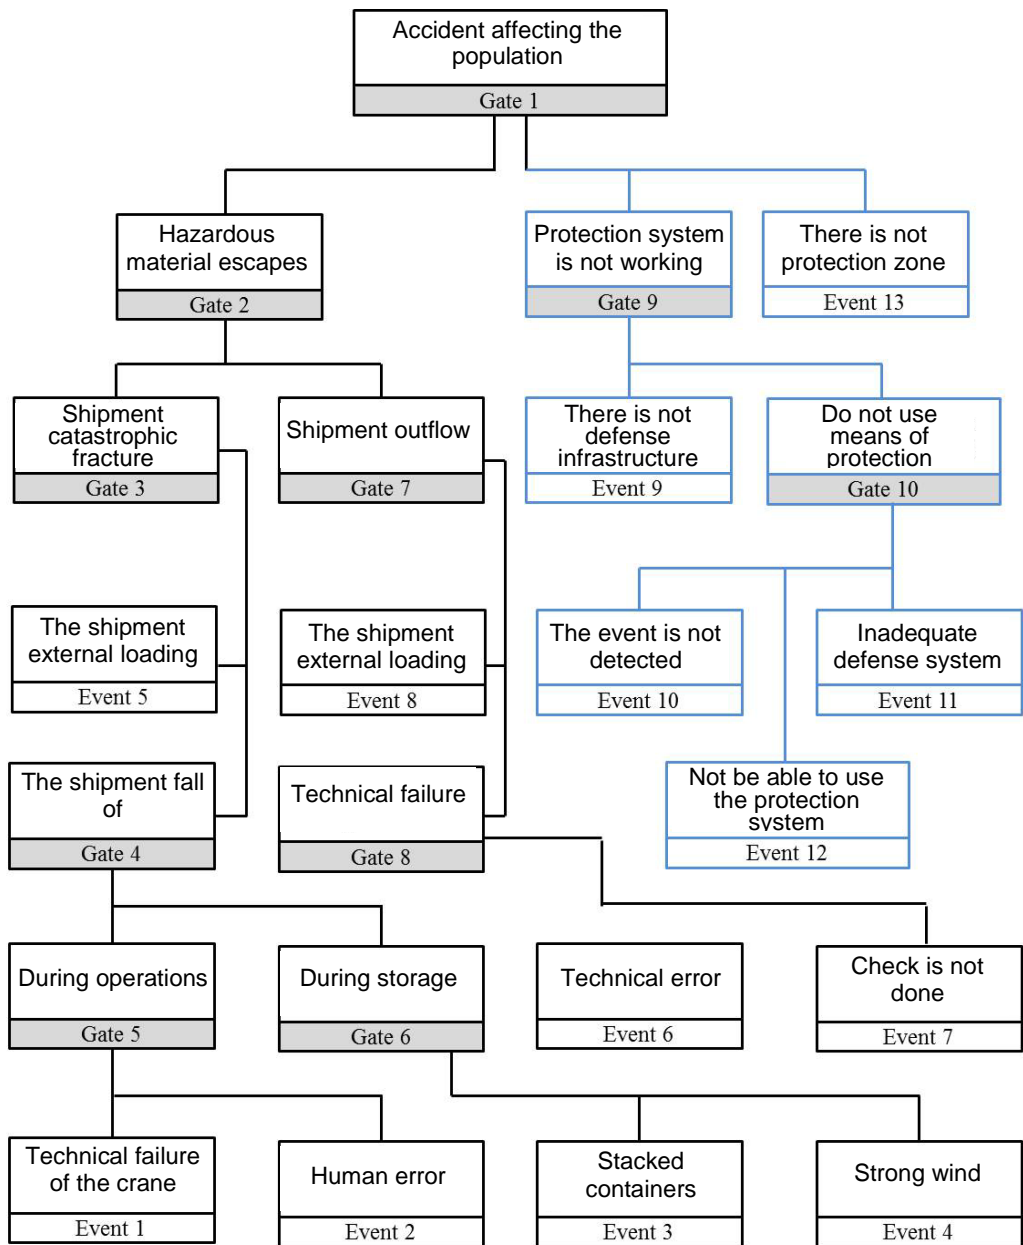 Accident affecting the
population
Gate 1
Hazardous
material escapes
Gate 2
Protection system
is not working
Gate 9
There is not
protection zone
Event 13
Shipment
catastrophic
fracture
Gate 3
Shipment outflow
Gate 7
There is not
defense
infrastructure
Event 9
Do not use
means of
protection
Gate 10
The shipment
external loading
Event 5
The shipment
external loading
Event 8
The event is not
detected
Event 10
Inadequate
defense system
Event 11
The shipment fall
of
Gate 4
Technical failure
Gate 8
Not be able to use
the protection
system
Event 12
During operations
Gate 5
During storage
Gate 6
Technical error
Event 6
Check is not
done
Event 7
Technical failure
of the crane
Event 1
Human error
Event 2
Stacked
containers
Event 3
Strong wind
Event 4